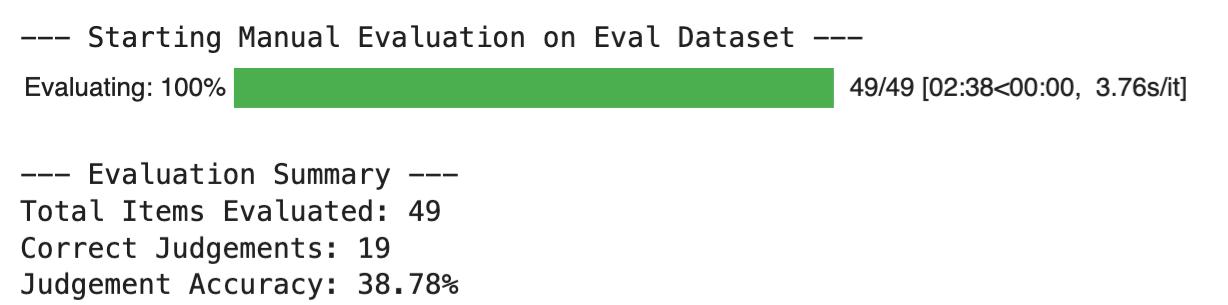 --- Starting Manual Evaluation on Eval Dataset ---
Evaluating: 100% 49/49 [02:38<00:00, 3.76s/it]
--- Evaluation Summary ---
Total Items Evaluated: 49
Correct Judgements: 19
Judgement Accuracy: 38.78%